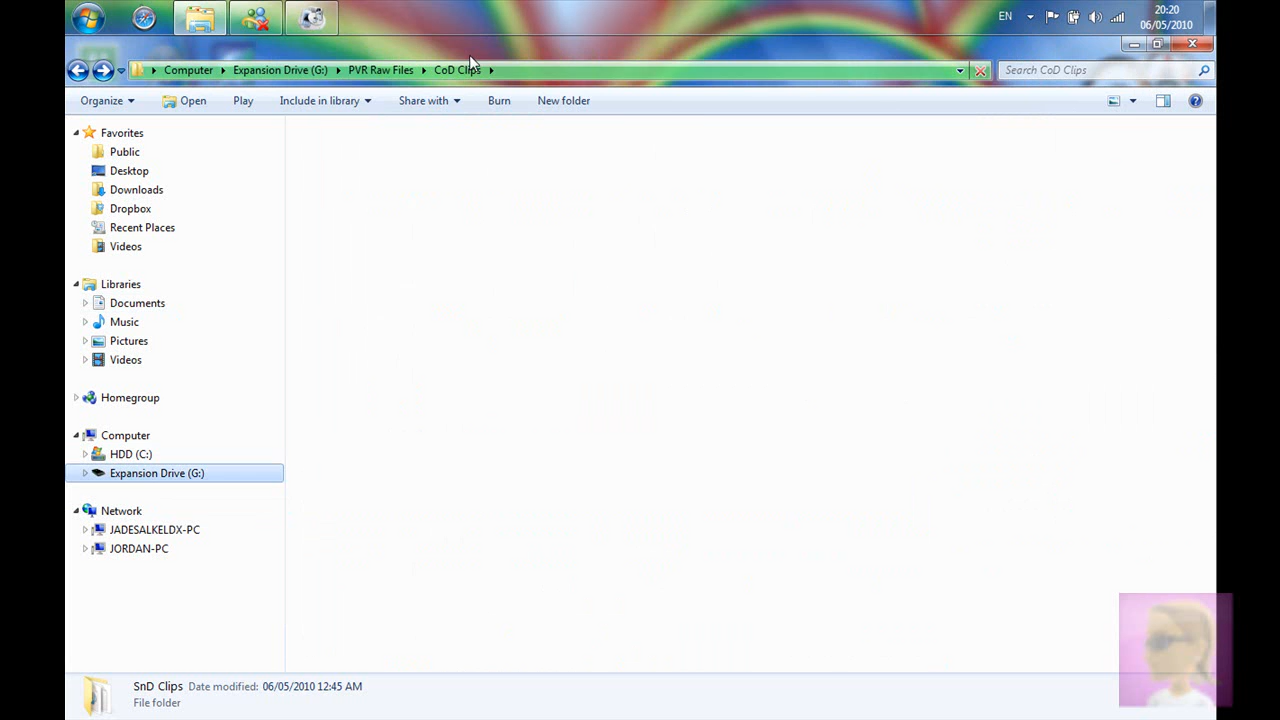 EN
20:20
06/05/2010
Computer Expansion Drive (G:) PVR Raw Files CoD Clips
Search CoD Clips
Organize Open Play Include in library Share with Burn New folder
Favorites
Public
Desktop
Downloads
Dropbox
Recent Places
Videos
Libraries
Documents
Music
Pictures
Videos
Homegroup
Computer
HDD (C:)
Expansion Drive (G:)
Network
JADESALKELDX-PC
JORDAN-PC
SnD Clips Date modified: 06/05/2010 12:45 AM
File folder